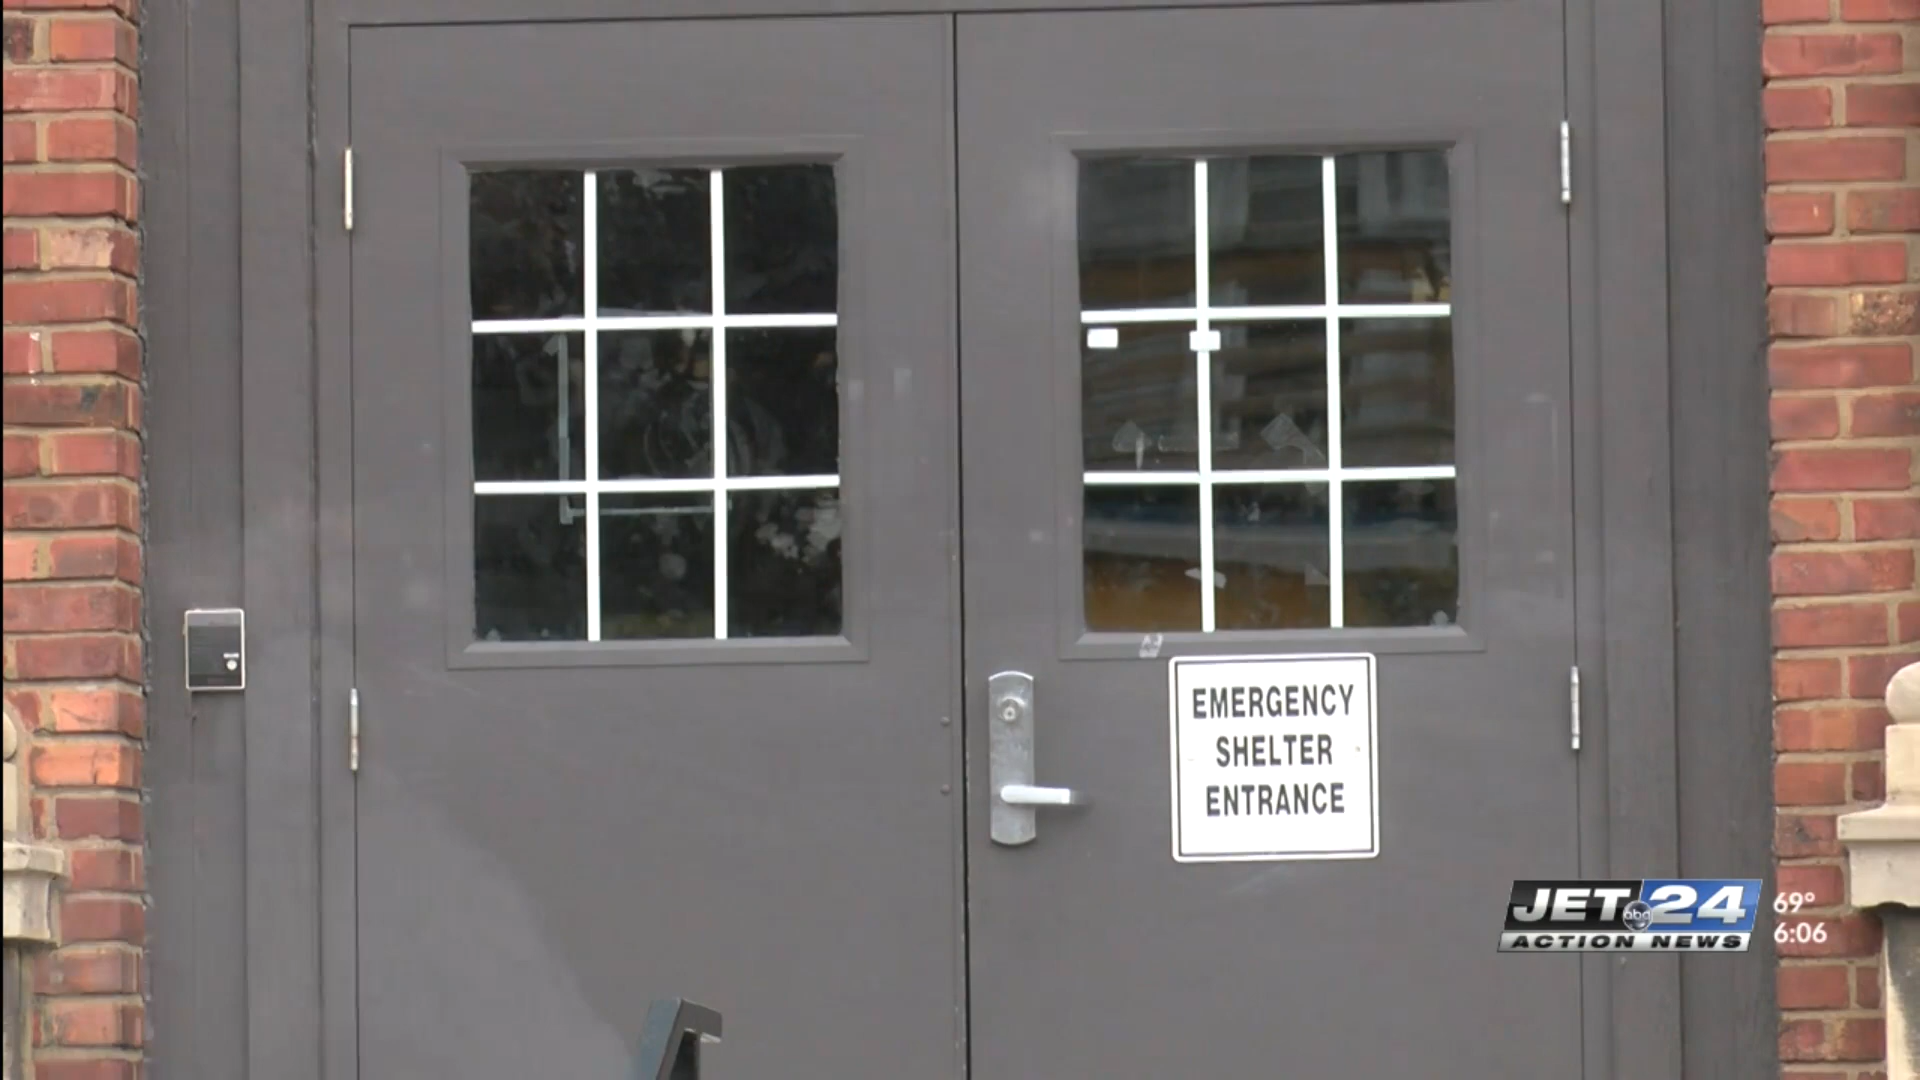 EMERGENCY
SHELTER
ENTRANCE
JET abc 24
ACTION NEWS
69°
6:06